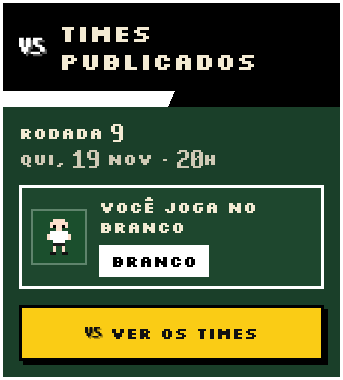 VS TIMES
PUBLICADOS
RODADA 9
QUI, 19 NOV · 20H
VOCÊ JOGA NO
BRANCO
BRANCO
VS VER OS TIMES